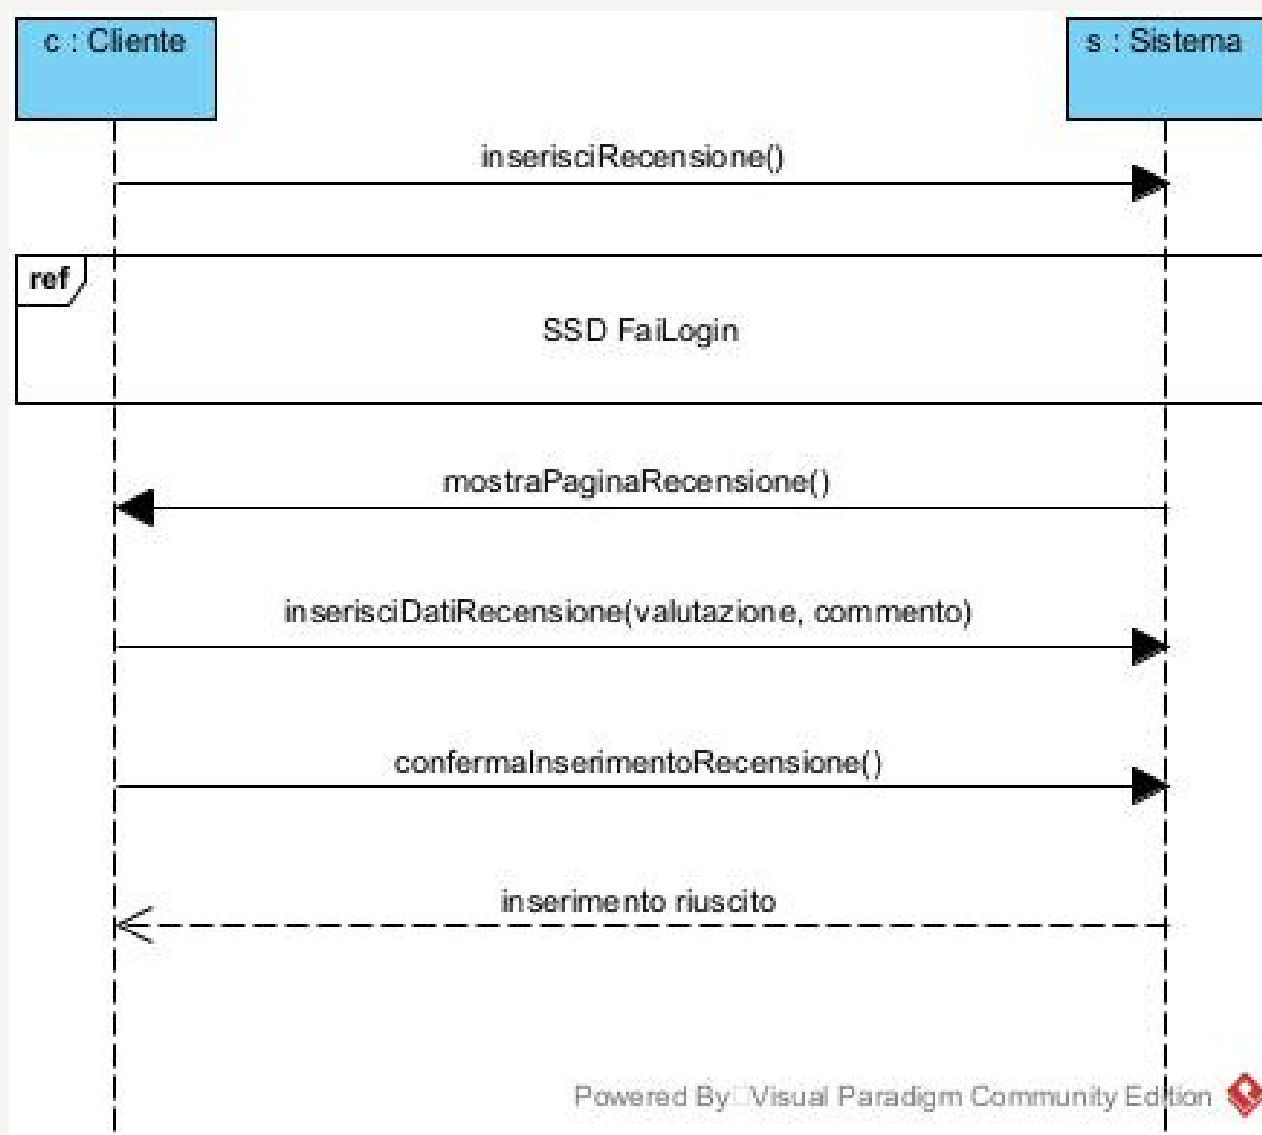 c : Cliente
s : Sistema
inserisciRecensione()
ref
SSD FaiLogin
mostraPaginaRecensione()
inserisciDatiRecensione(valutazione, commento)
confermaInserimentoRecensione()
inserimento riuscito
Powered By Visual Paradigm Community Edition